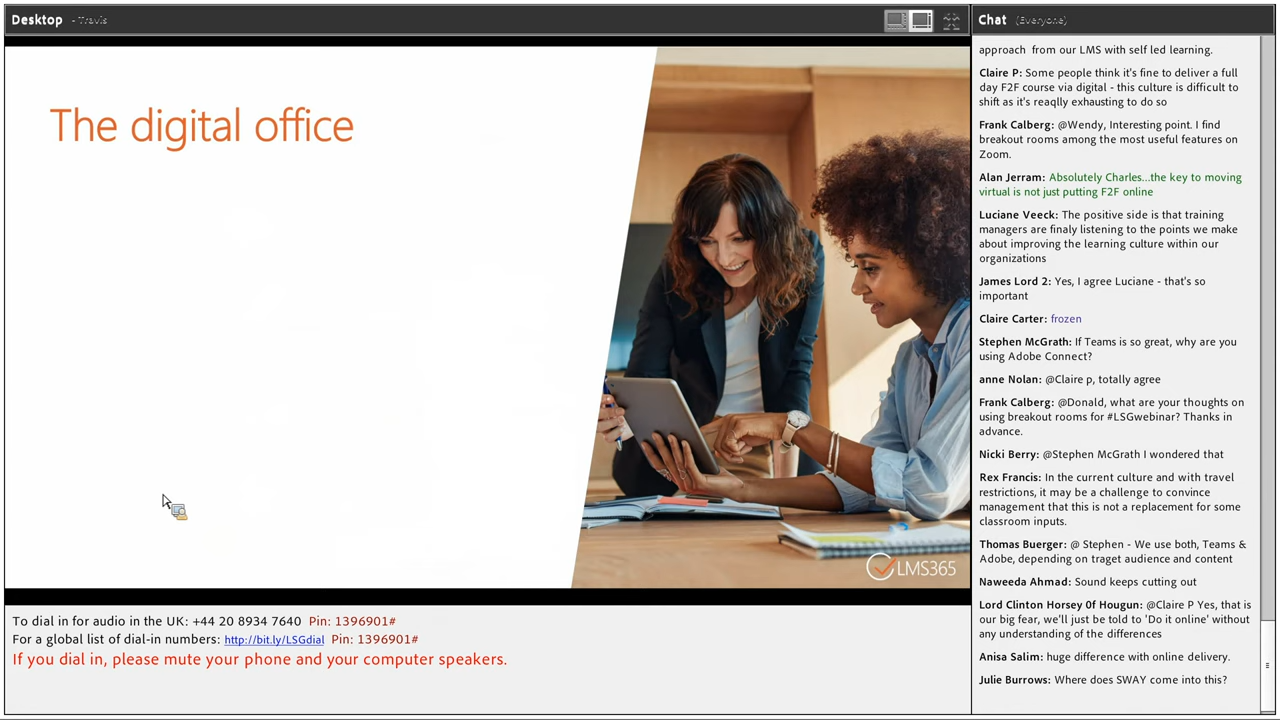 Desktop - Travis
The digital office
LMS365
To dial in for audio in the UK: +44 20 8934 7640 Pin: 1396901#
For a global list of dial-in numbers: http://bit.ly/LSGdial Pin: 1396901#
If you dial in, please mute your phone and your computer speakers.
Chat (Everyone)
approach from our LMS with self led learning.
Claire P: Some people think it's fine to deliver a full
day F2F course via digital - this culture is difficult to
shift as it's reaqlly exhausting to do so
Frank Calberg: @Wendy, Interesting point. I find
breakout rooms among the most useful features on
Zoom.
Alan Jerram: Absolutely Charles...the key to moving
virtual is not just putting F2F online
Luciane Veeck: The positive side is that training
managers are finaly listening to the points we make
about improving the learning culture within our
organizations
James Lord 2: Yes, I agree Luciane - that's so
important
Claire Carter: frozen
Stephen McGrath: If Teams is so great, why are you
using Adobe Connect?
anne Nolan: @Claire p, totally agree
Frank Calberg: @Donald, what are your thoughts on
using breakout rooms for #LSGwebinar? Thanks in
advance.
Nicki Berry: @Stephen McGrath I wondered that
Rex Francis: In the current culture and with travel
restrictions, it may be a challenge to convince
management that this is not a replacement for some
classroom inputs.
Thomas Buerger: @ Stephen - We use both, Teams &
Adobe, depending on traget audience and content
Naweeda Ahmad: Sound keeps cutting out
Lord Clinton Horsey 0f Hougun: @Claire P Yes, that is
our big fear, we'll just be told to 'Do it online' without
any understanding of the differences
Anisa Salim: huge difference with online delivery.
Julie Burrows: Where does SWAY come into this?